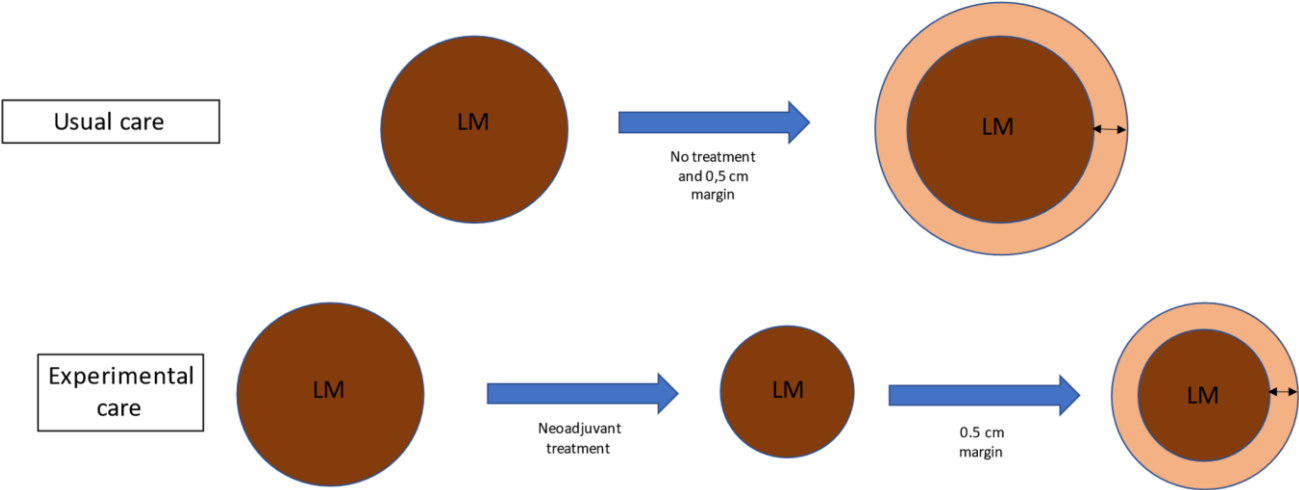 Usual care
LM
No treatment
and 0,5 cm
margin
LM
Experimental
care
LM
Neoadjuvant
treatment
LM
0.5 cm
margin
LM